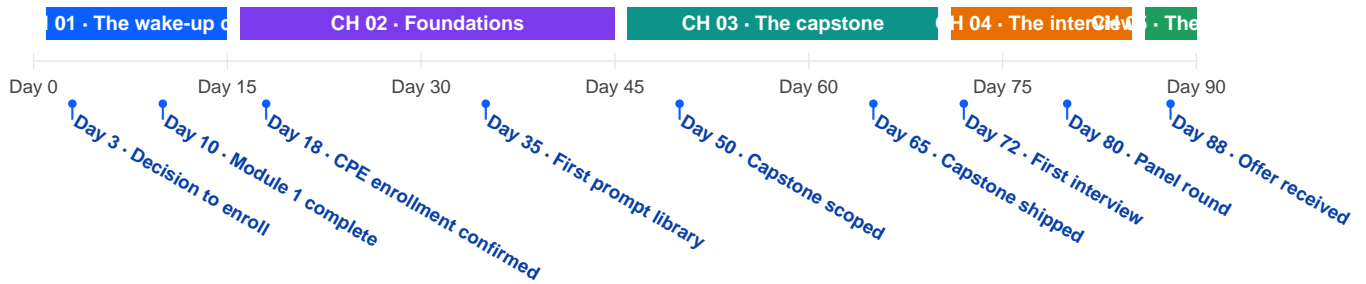 01 · The wake-up
CH 02 · Foundations
CH 03 · The capstone
CH 04 · The interview
· The
Day 0
Day 15
Day 30
Day 45
Day 60
Day 75
Day 90
Day 3 · Decision to enroll
Day 10 · Module 1 complete
Day 18 · CPE enrollment confirmed
Day 35 · First prompt library
Day 50 · Capstone scoped
Day 65 · Capstone shipped
Day 72 · First interview
Day 80 · Panel round
Day 88 · Offer received